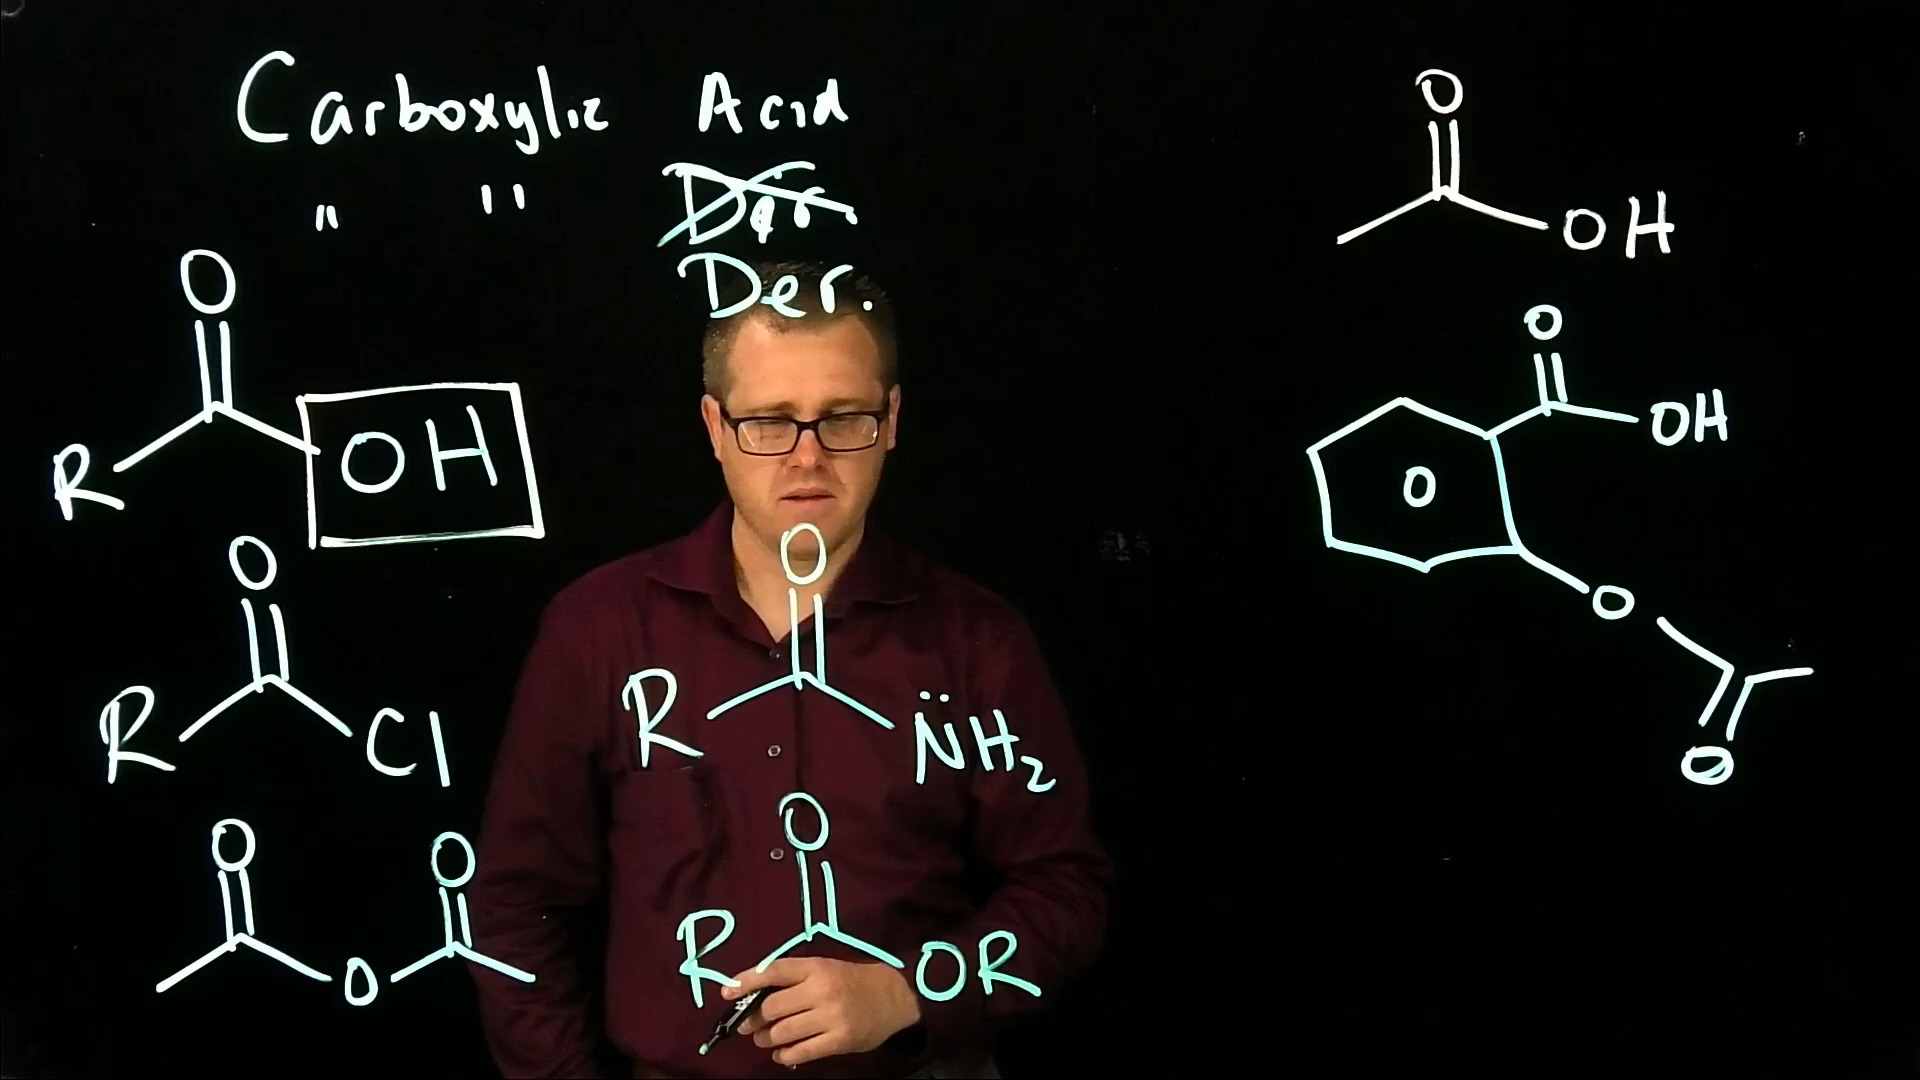 Carboxylic Acid
" " Der.
Der.
O
R OH
O
R Cl
O O
O
O
R NH2
O
R OR
O
OH
O
OH
O
O
O